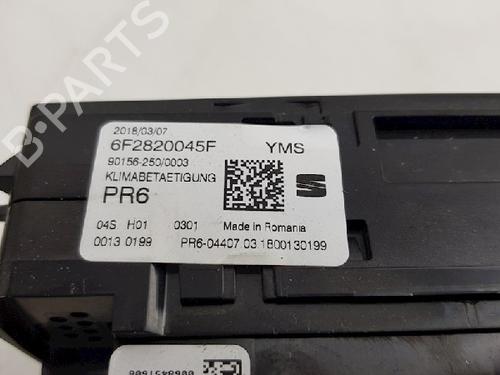 2018/03/07
6F2820045F YMS
90156-250/0003
KLIMABETAETIGUNG
PR6
04S H01 0301 Made in Romania
0013 0199 PR6-04407 03 1800130199